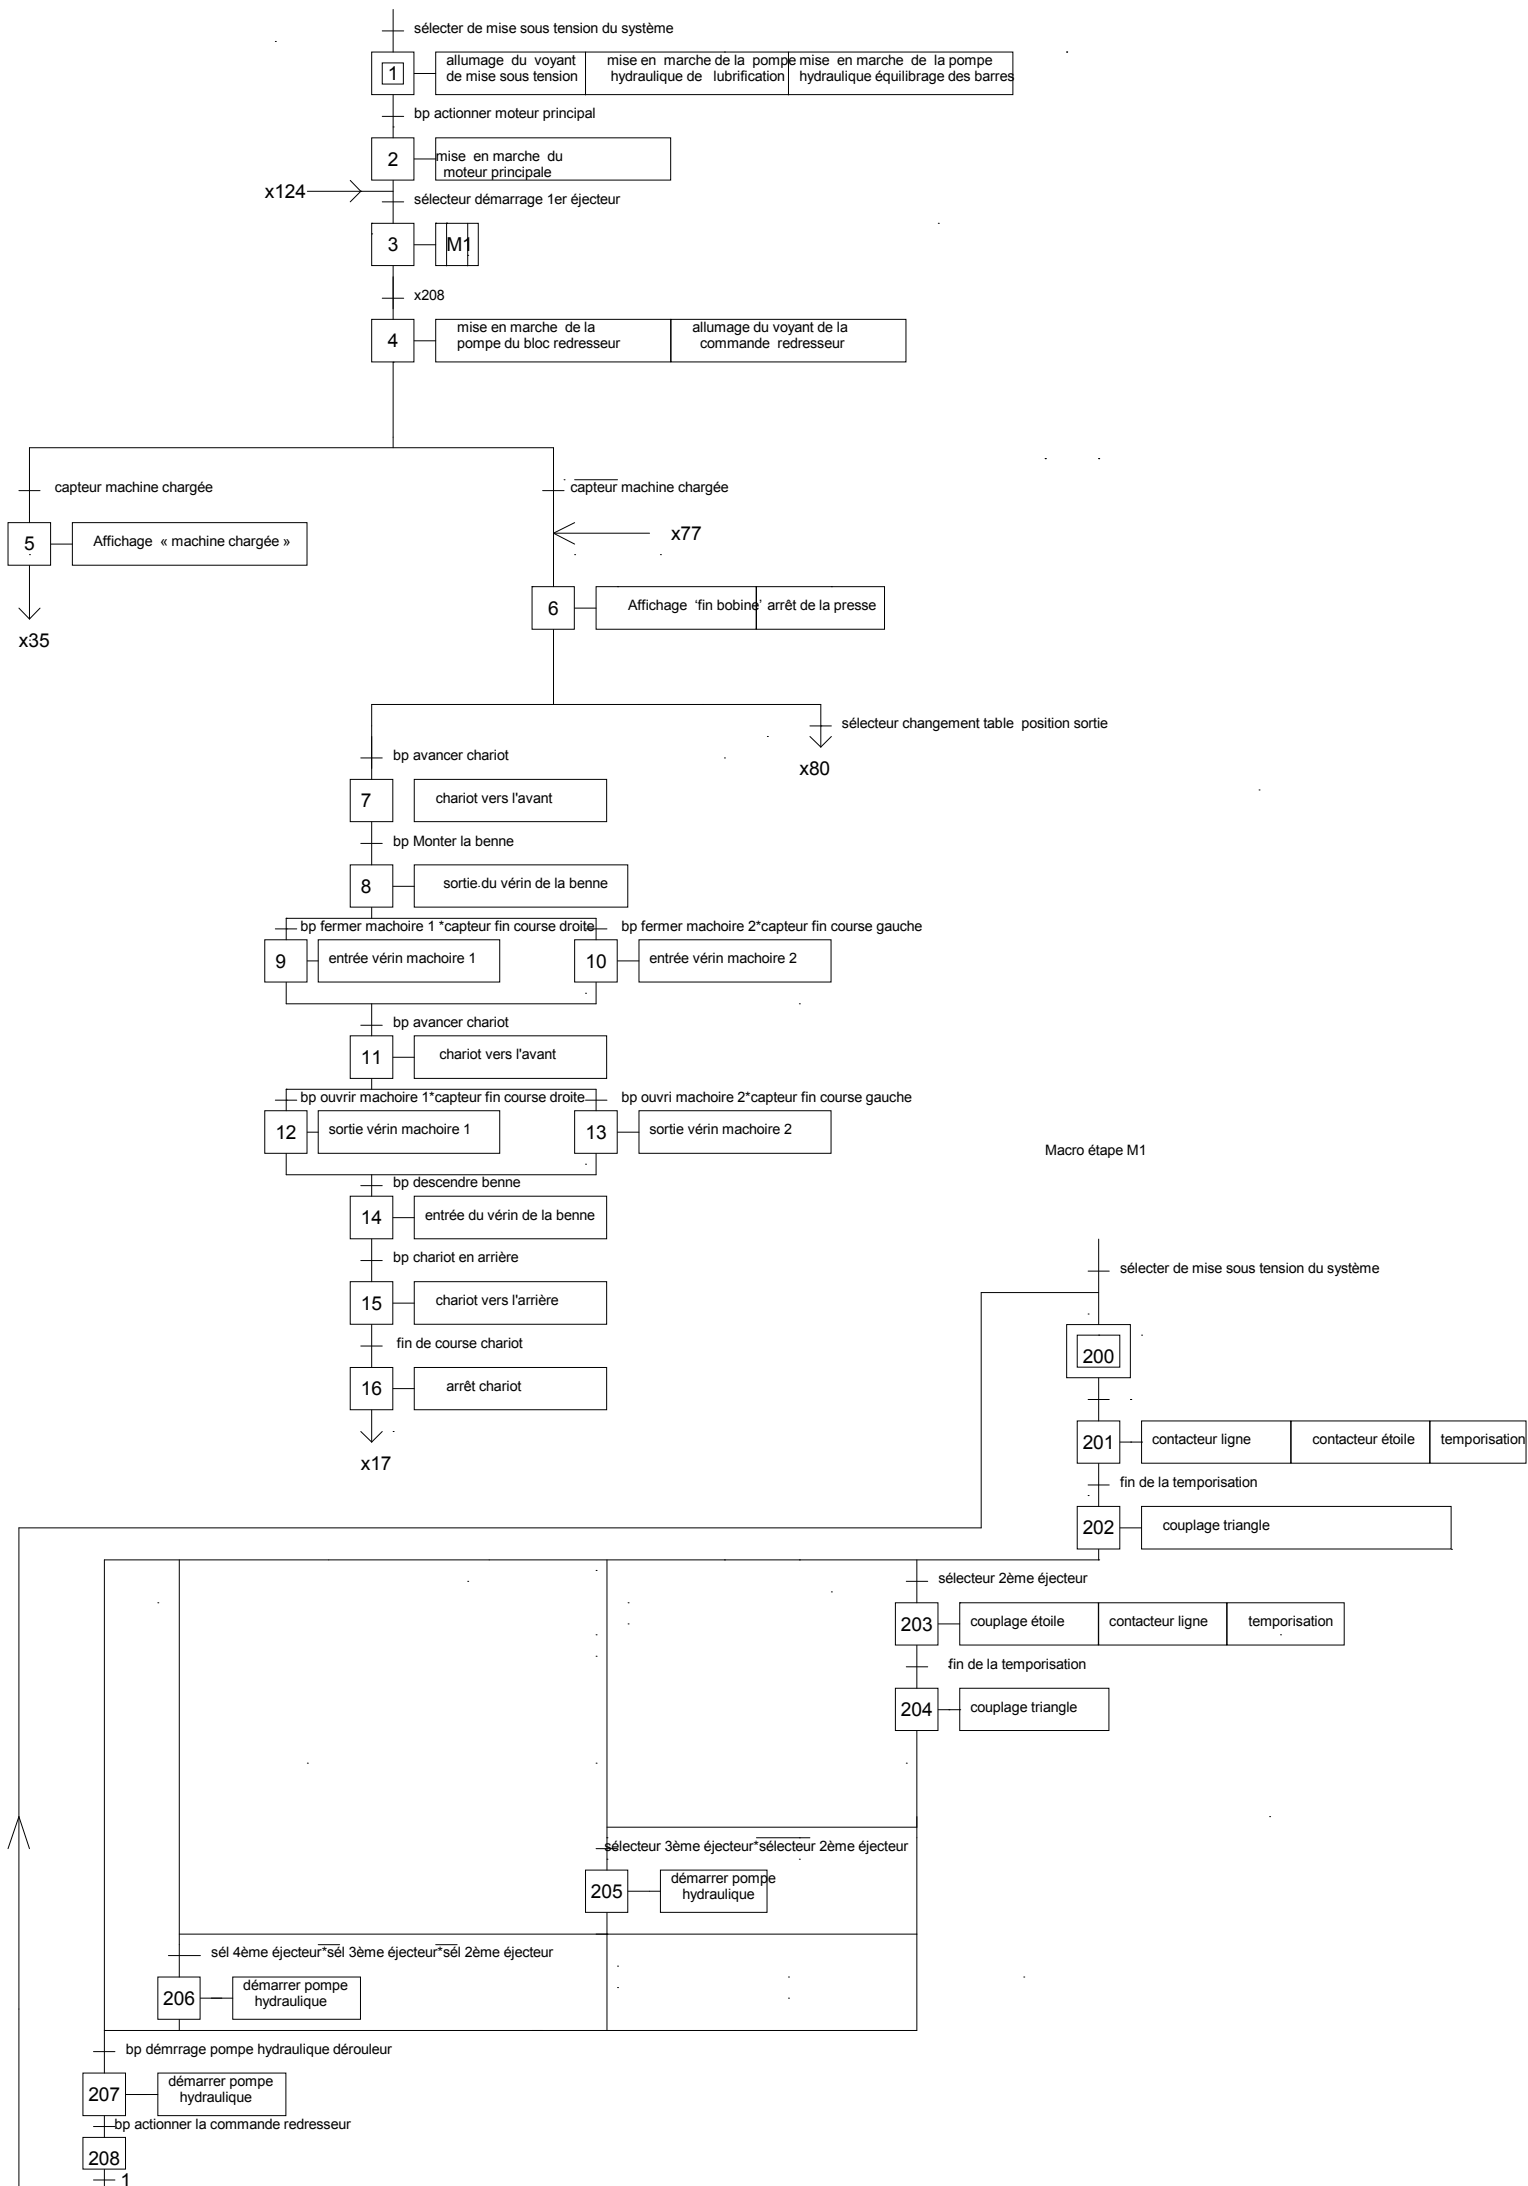 sélecter de mise sous tension du système
1
allumage du voyant
de mise sous tension
mise en marche de la pompe
hydraulique de lubrification
mise en marche de la pompe
hydraulique équilibrage des barres
bp actionner moteur principal
2
mise en marche du
moteur principale
x124
sélecteur démarrage 1er éjecteur
3
M1
x208
4
mise en marche de la
pompe du bloc redresseur
allumage du voyant de la
commande redresseur
capteur machine chargée
capteur machine chargée
5
Affichage « machine chargée »
x77
6
Affichage ‘fin bobine’
arrêt de la presse
x35
sélecteur changement table position sortie
x80
bp avancer chariot
7
chariot vers l'avant
bp Monter la benne
8
sortie du vérin de la benne
bp fermer machoire 1 *capteur fin course droite
bp fermer machoire 2*capteur fin course gauche
9
entrée vérin machoire 1
10
entrée vérin machoire 2
bp avancer chariot
11
chariot vers l'avant
bp ouvrir machoire 1*capteur fin course droite
bp ouvri machoire 2*capteur fin course gauche
12
sortie vérin machoire 1
13
sortie vérin machoire 2
bp descendre benne
14
entrée du vérin de la benne
bp chariot en arrière
15
chariot vers l'arrière
fin de course chariot
16
arrêt chariot
x17
Macro étape M1
sélecter de mise sous tension du système
200
201
contacteur ligne
contacteur étoile
temporisation
fin de la temporisation
202
couplage triangle
sélecteur 2ème éjecteur
203
couplage étoile
contacteur ligne
temporisation
fin de la temporisation
204
couplage triangle
sélecteur 3ème éjecteur*sélecteur 2ème éjecteur
205
démarrer pompe
hydraulique
sél 4ème éjecteur*sél 3ème éjecteur*sél 2ème éjecteur
206
démarrer pompe
hydraulique
bp démrrage pompe hydraulique dérouleur
207
démarrer pompe
hydraulique
bp actionner la commande redresseur
208
1